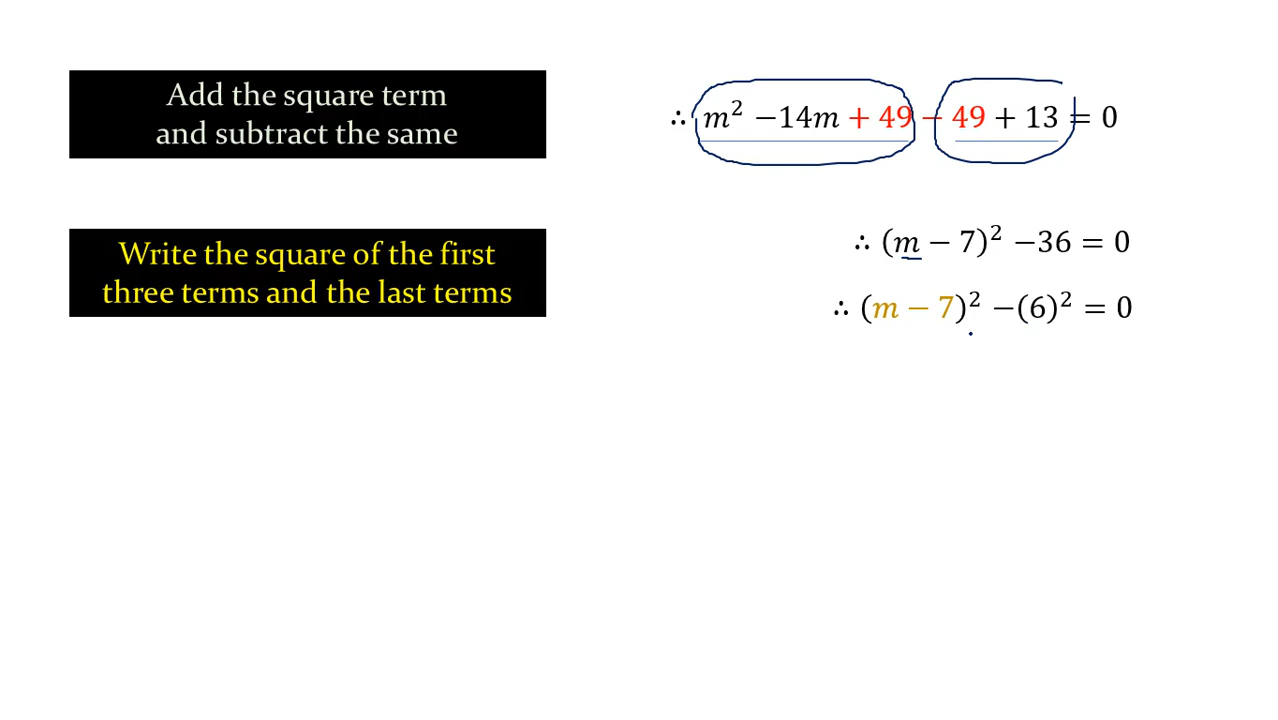 Add the square term
and subtract the same
∴ m² −14m + 49 − 49 + 13 = 0
Write the square of the first
three terms and the last terms
∴ (m − 7)² −36 = 0
∴ (m − 7)² −(6)² = 0